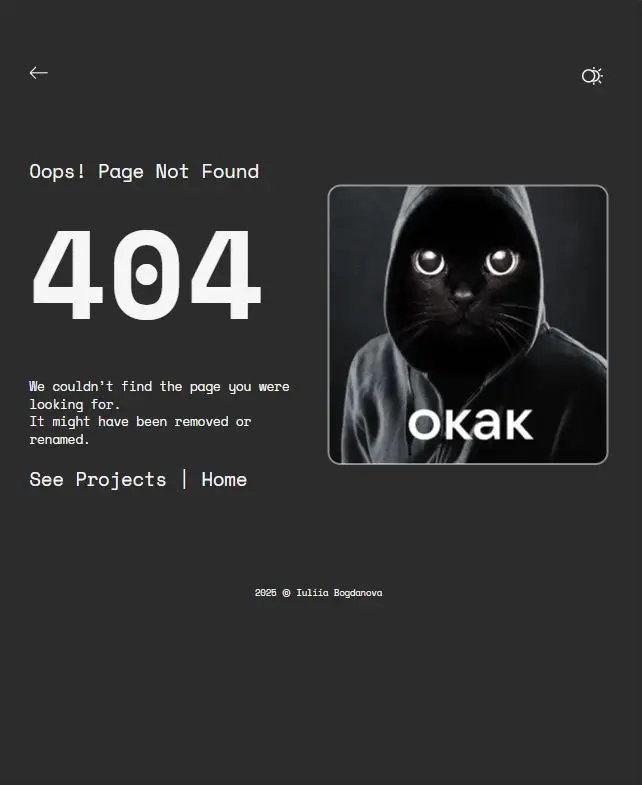 Oops! Page Not Found
404
We couldn't find the page you were
looking for.
It might have been removed or
renamed.
See Projects | Home
окак
2025 © Iuliia Bogdanova